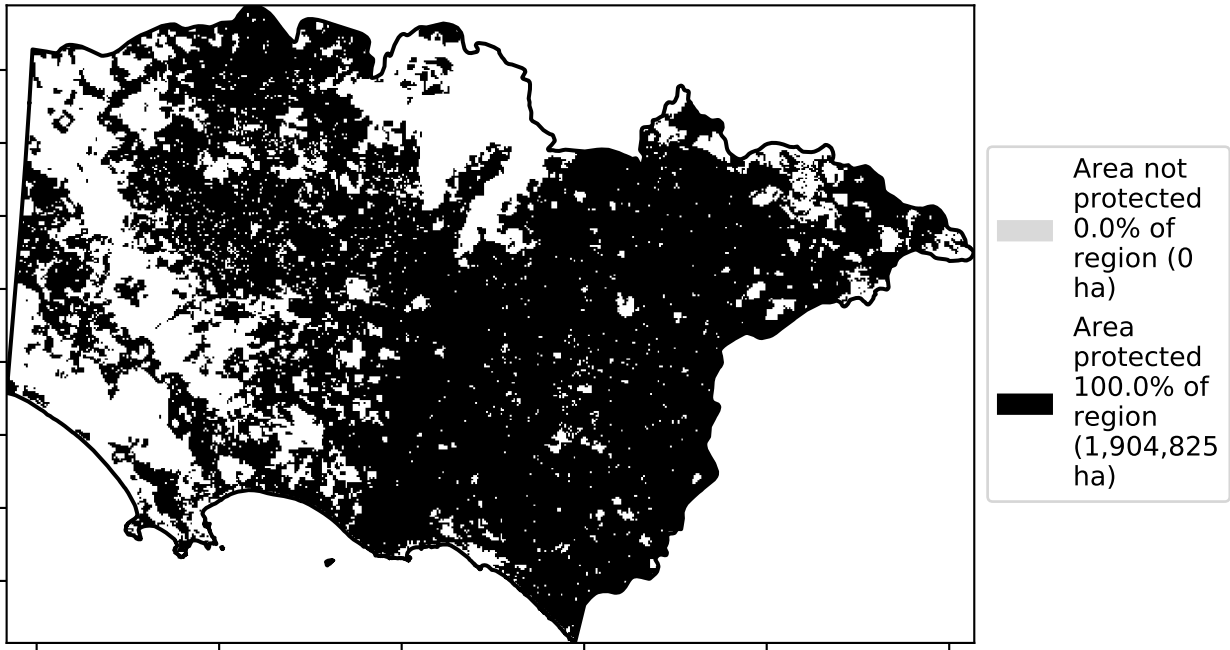 Area not
protected
0.0% of
region (0
ha)
Area
protected
100.0% of
region
(1,904,825
ha)